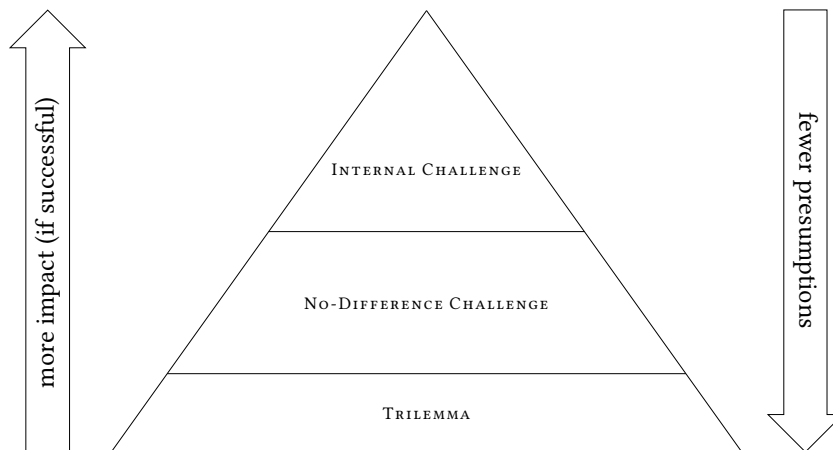 more impact (if successful)
Internal Challenge
No-Difference Challenge
Trilemma
fewer presumptions